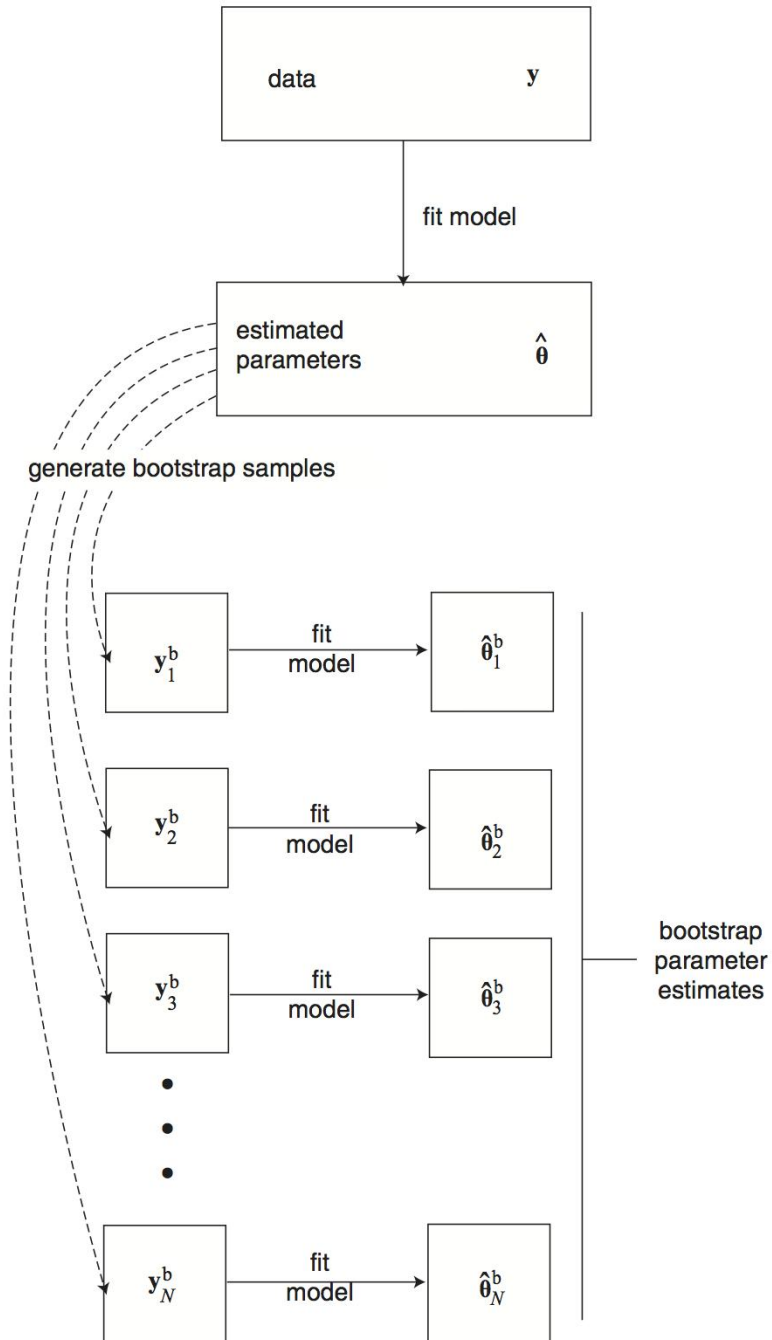 data y
fit model
estimated
parameters
θ̂
generate bootstrap samples
y₁ᵇ
fit
model
θ̂₁ᵇ
y₂ᵇ
fit
model
θ̂₂ᵇ
y₃ᵇ
fit
model
θ̂₃ᵇ
bootstrap
parameter
estimates
y_Nᵇ
fit
model
θ̂_Nᵇ